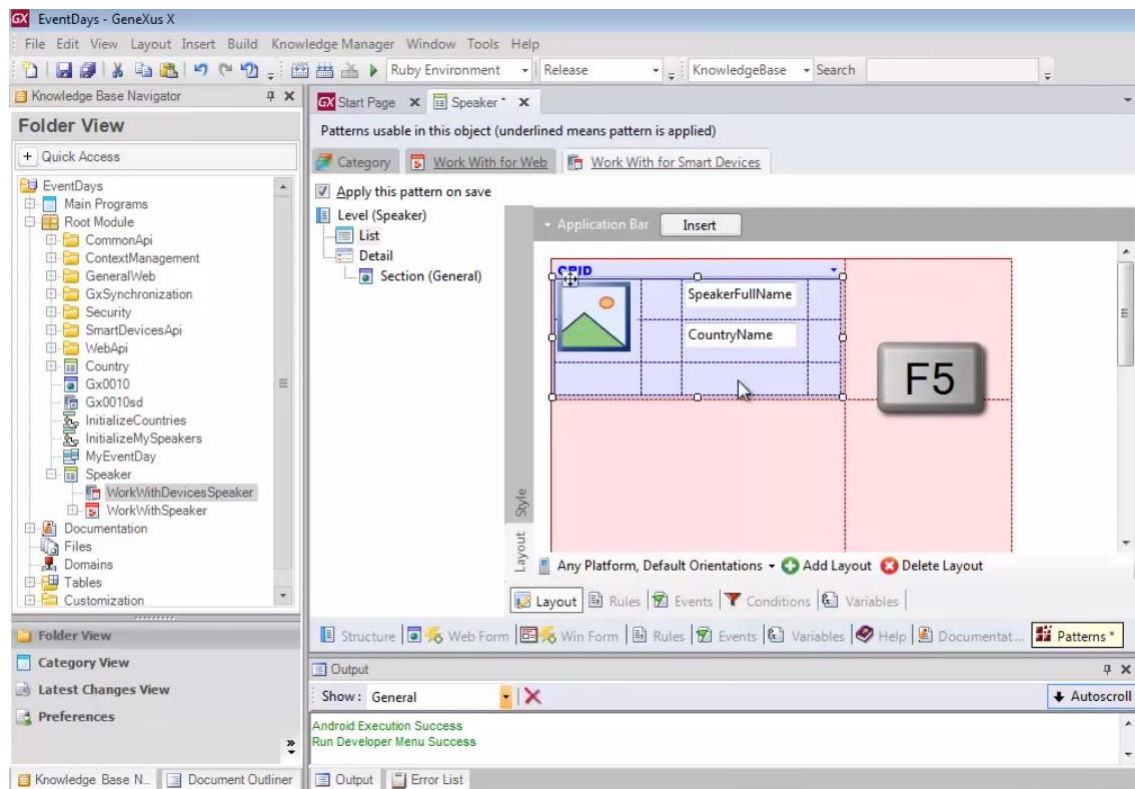 GX EventDays - GeneXus X
File Edit View Layout Insert Build Knowledge Manager Window Tools Help
Ruby Environment Release KnowledgeBase Search
Knowledge Base Navigator
Folder View
+ Quick Access
EventDays
Main Programs
Root Module
CommonApi
ContextManagement
GeneralWeb
GxSynchronization
Security
SmartDevicesApi
WebApi
Country
Gx0010
Gx0010sd
InitializeCountries
InitializeMySpeakers
MyEventDay
Speaker
WorkWithDevicesSpeaker
WorkWithSpeaker
Documentation
Files
Domains
Tables
Customization
Folder View
Category View
Latest Changes View
Preferences
Knowledge Base N... Document Outliner
GX Start Page Speaker *
Patterns usable in this object (underlined means pattern is applied)
Category Work With for Web Work With for Smart Devices
Apply this pattern on save
Level (Speaker)
List
Detail
Section (General)
Application Bar Insert
GRID
SpeakerFullName
CountryName
F5
Style
Layout
Any Platform, Default Orientations Add Layout Delete Layout
Layout Rules Events Conditions Variables
Structure Web Form Win Form Rules Events Variables Help Documentat... Patterns *
Output
Show: General Autoscroll
Android Execution Success
Run Developer Menu Success
Output Error List